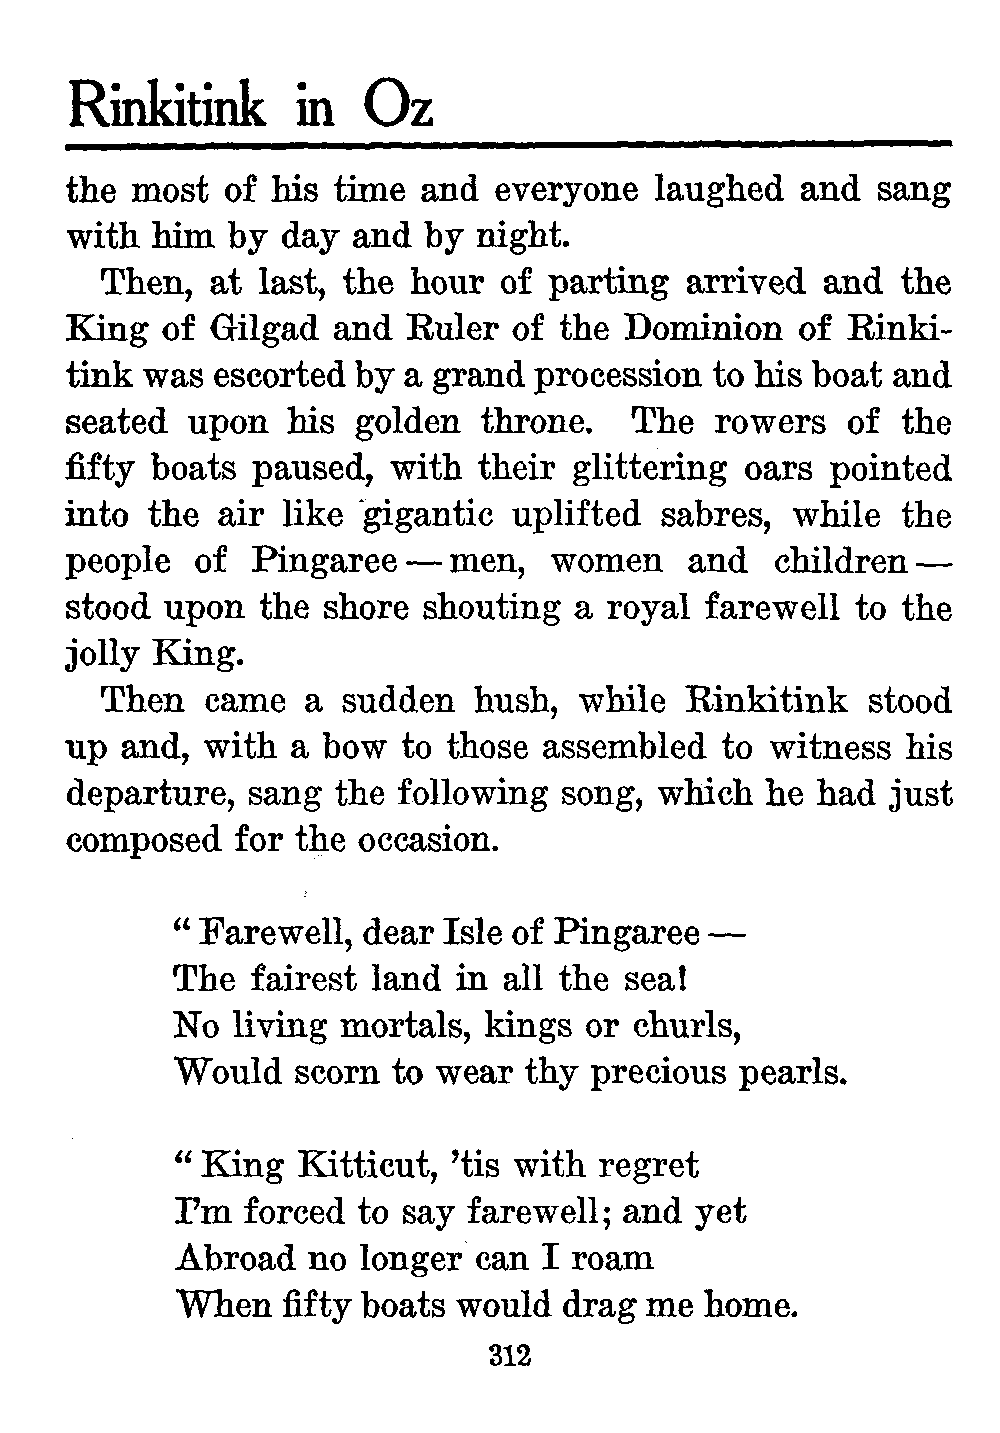 Rinkitink in Oz
the most of his time and everyone laughed and sang
with him by day and by night.
Then, at last, the hour of parting arrived and the
King of Gilgad and Ruler of the Dominion of Rinki-
tink was escorted by a grand procession to his boat and
seated upon his golden throne. The rowers of the
fifty boats paused, with their glittering oars pointed
into the air like gigantic uplifted sabres, while the
people of Pingaree — men, women and children —
stood upon the shore shouting a royal farewell to the
jolly King.
Then came a sudden hush, while Rinkitink stood
up and, with a bow to those assembled to witness his
departure, sang the following song, which he had just
composed for the occasion.
“ Farewell, dear Isle of Pingaree —
The fairest land in all the sea!
No living mortals, kings or churls,
Would scorn to wear thy precious pearls.
“ King Kitticut, ’tis with regret
I’m forced to say farewell; and yet
Abroad no longer can I roam
When fifty boats would drag me home.
312